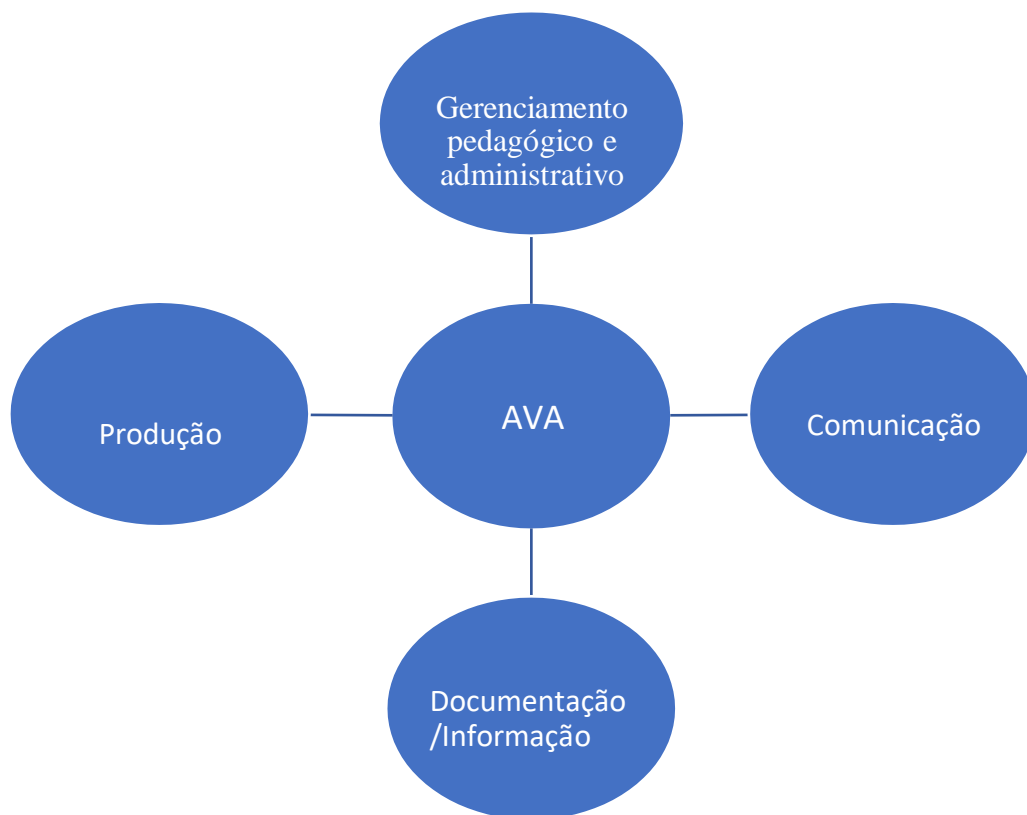 Gerenciamento
pedagógico e
administrativo
Produção
AVA
Comunicação
Documentação
/Informação